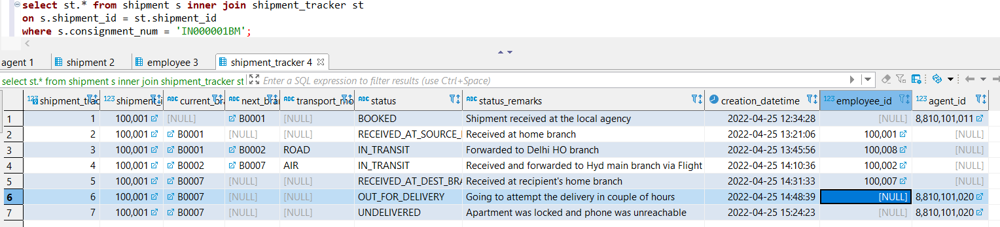 select st.* from shipment s inner join shipment_tracker st
on s.shipment_id = st.shipment_id
where s.consignment_num = 'IN000001BM';
agent 1 shipment 2 employee 3 shipment_tracker 4
select st.* from shipment s inner join shipment_tracker st Enter a SQL expression to filter results (use Ctrl+Space)
123 shipment_trac 123 shipment_i ABC current_bra ABC next_bran ABC transport_mo ABC status ABC status_remarks creation_datetime 123 employee_id 123 agent_id
1 1 100,001 [NULL] B0001 [NULL] BOOKED Shipment received at the local agency 2022-04-25 12:34:28 [NULL] 8,810,101,011
2 2 100,001 B0001 [NULL] [NULL] RECEIVED_AT_SOURCE_ Received at home branch 2022-04-25 13:21:06 100,001 [NULL]
3 3 100,001 B0001 B0002 ROAD IN_TRANSIT Forwarded to Delhi HO branch 2022-04-25 13:45:56 100,008 [NULL]
4 4 100,001 B0002 B0007 AIR IN_TRANSIT Received and forwarded to Hyd main branch via Flight 2022-04-25 14:10:36 100,002 [NULL]
5 5 100,001 B0007 [NULL] [NULL] RECEIVED_AT_DEST_BRA Received at recipient's home branch 2022-04-25 14:31:33 100,007 [NULL]
6 6 100,001 B0007 [NULL] [NULL] OUT_FOR_DELIVERY Going to attempt the delivery in couple of hours 2022-04-25 14:48:39 [NULL] 8,810,101,020
7 7 100,001 B0007 [NULL] [NULL] UNDELIVERED Apartment was locked and phone was unreachable 2022-04-25 15:24:23 [NULL] 8,810,101,020